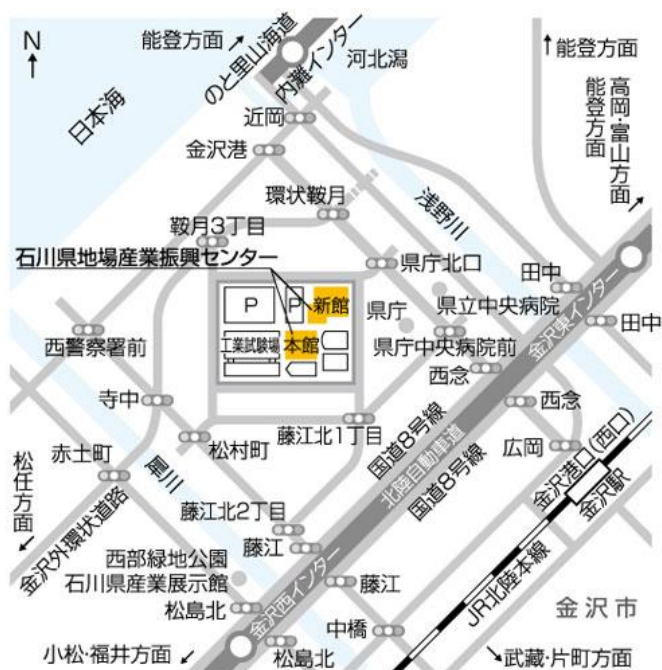 N
能登方面
のと里山海道
内灘インター
河北潟
能登方面
高岡・富山方面
能登方面
日本海
近岡
金沢港
環状鞍月
浅野川
鞍月3丁目
石川県地場産業振興センター
県庁北口
田中
P
P
新館
県庁
県立中央病院
金沢東インター
田中
工業試験場
本館
県庁中央病院前
西警察署前
西念
西念
寺中
藤江北1丁目
国道8号線
北陸自動車道
国道8号線
広岡
金沢港口(西口)
金沢駅
松村町
赤土町
犀川
松任方面
金沢外環状道路
藤江北2丁目
藤江
西部緑地公園
石川県産業展示館
藤江
松島北
金沢西インター
JR北陸本線
金沢市
中橋
小松・福井方面
松島北
武蔵・片町方面